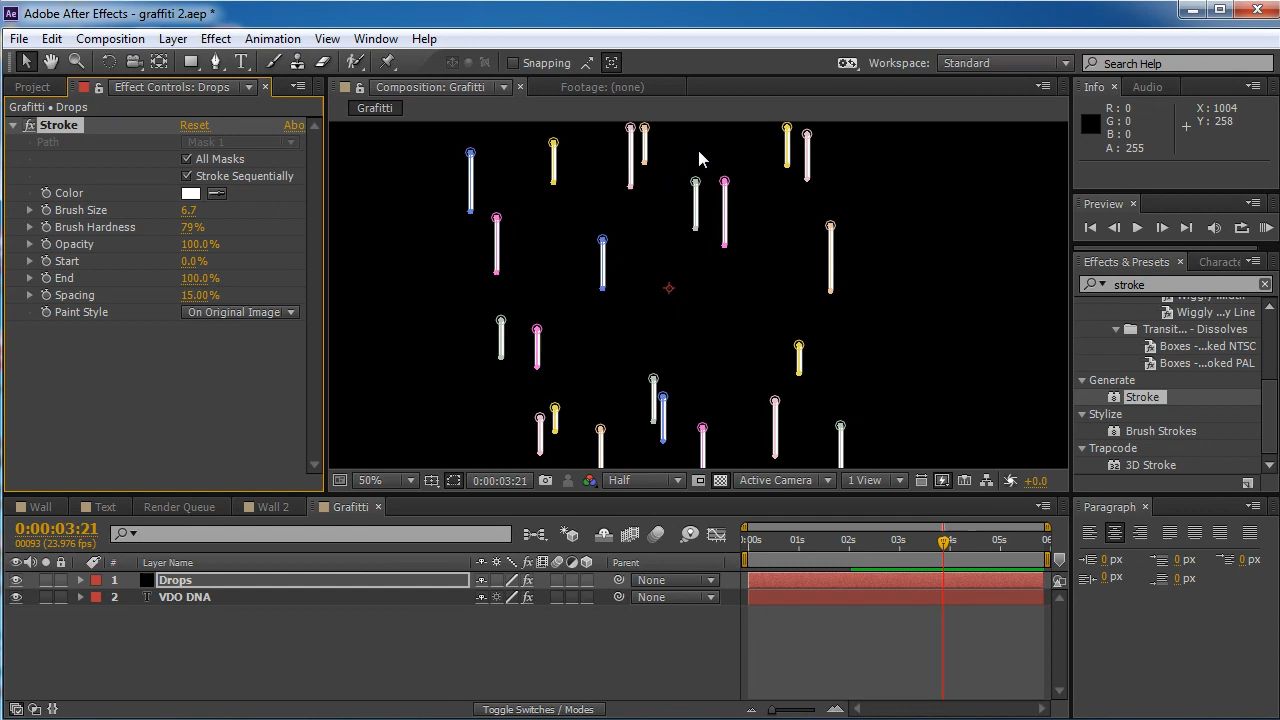 Adobe After Effects - graffiti 2.aep *
File Edit Composition Layer Effect Animation View Window Help
Snapping Workspace: Standard Search Help
Project Effect Controls: Drops Composition: Grafitti Footage: (none) Info Audio
Grafitti • Drops
Grafitti
Stroke Reset Abo
Path Mask 1
All Masks
Stroke Sequentially
Color
Brush Size 6.7
Brush Hardness 79%
Opacity 100.0%
Start 0.0%
End 100.0%
Spacing 15.00%
Paint Style On Original Image
R: 0 X: 1004
G: 0 Y: 258
B: 0
A: 255
Preview
Effects & Presets Characte
stroke
Wiggly ...y Line
Transit... - Dissolves
Boxes -...ked NTSC
Boxes -...oked PAL
Generate
Stroke
Stylize
Brush Strokes
Trapcode
3D Stroke
50% 0:00:03:21 Half Active Camera 1 View +0.0
Wall Text Render Queue Wall 2 Grafitti
0:00:03:21
00093 (23.976 fps)
# Layer Name Parent
1 Drops None
2 T VDO DNA None
:00s 01s 02s 03s 04s 05s 06
Toggle Switches / Modes
Paragraph
0 px 0 px 0 px
0 px 0 px